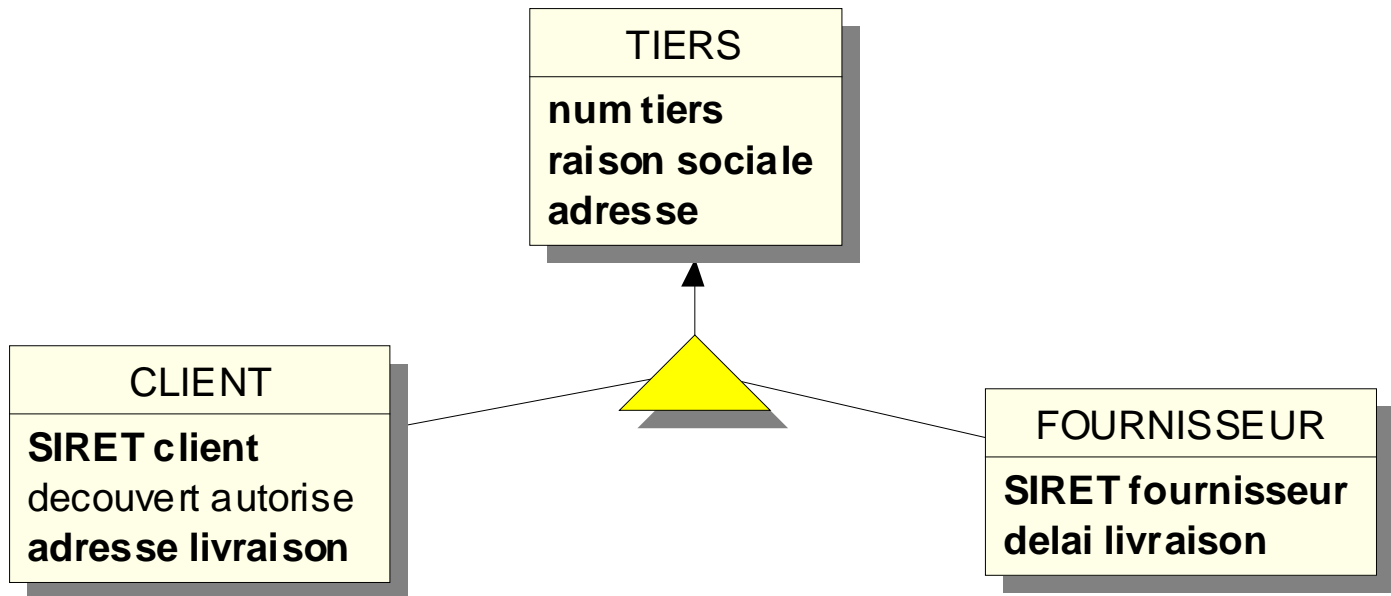 TIERS
num tiers
raison sociale
adresse
CLIENT
SIRET client
decouvert autorise
adresse livraison
FOURNISSEUR
SIRET fournisseur
delai livraison